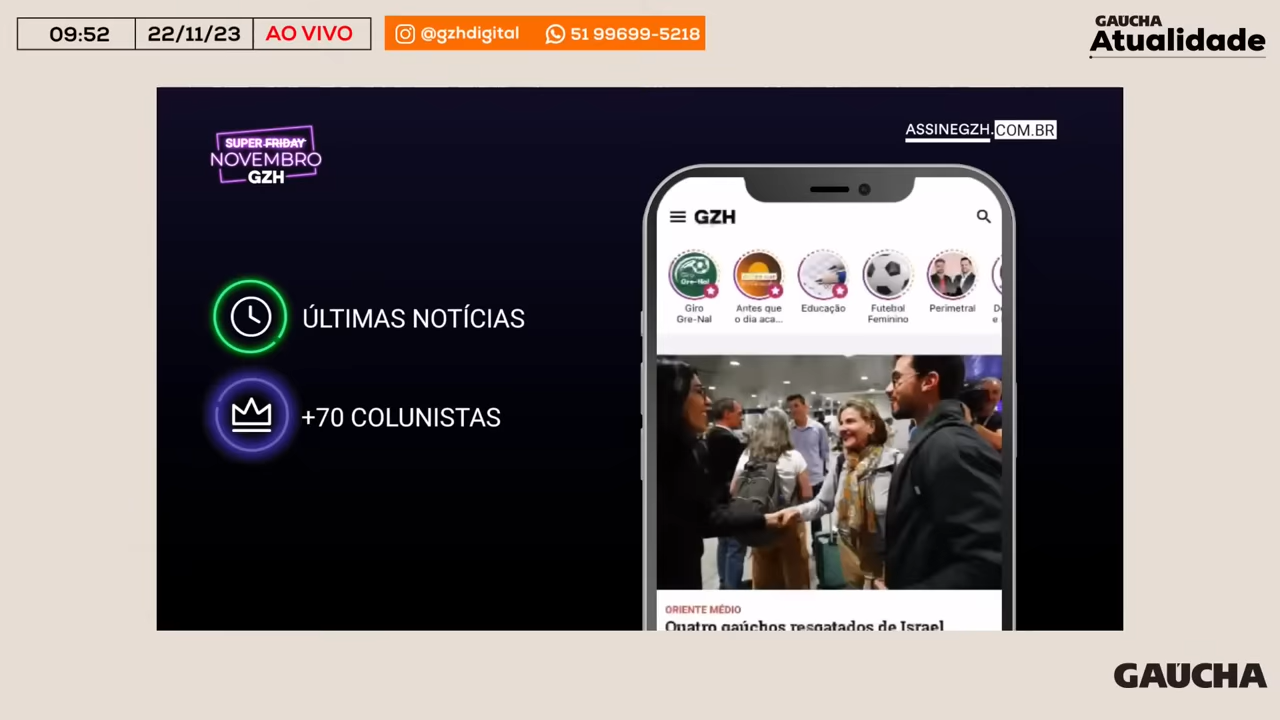 09:52 22/11/23 AO VIVO @gzhdigital 51 99699-5218
GAÚCHA
Atualidade
SUPER FRIDAY
NOVEMBRO
GZH
ASSINEGZH.COM.BR
GZH
Giro
Gre-Nal
Antes que
o dia aca...
Educação
Futebol
Feminino
Perimetral
ÚLTIMAS NOTÍCIAS
+70 COLUNISTAS
ORIENTE MÉDIO
Quatro gaúchos resgatados de Israel
GAÚCHA